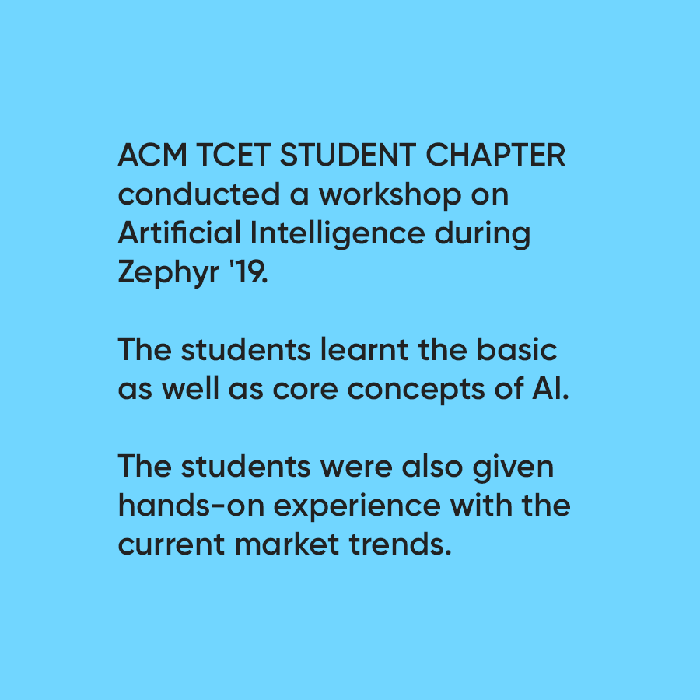 ACM TCET STUDENT CHAPTER
conducted a workshop on
Artificial Intelligence during
Zephyr '19.
The students learnt the basic
as well as core concepts of AI.
The students were also given
hands-on experience with the
current market trends.